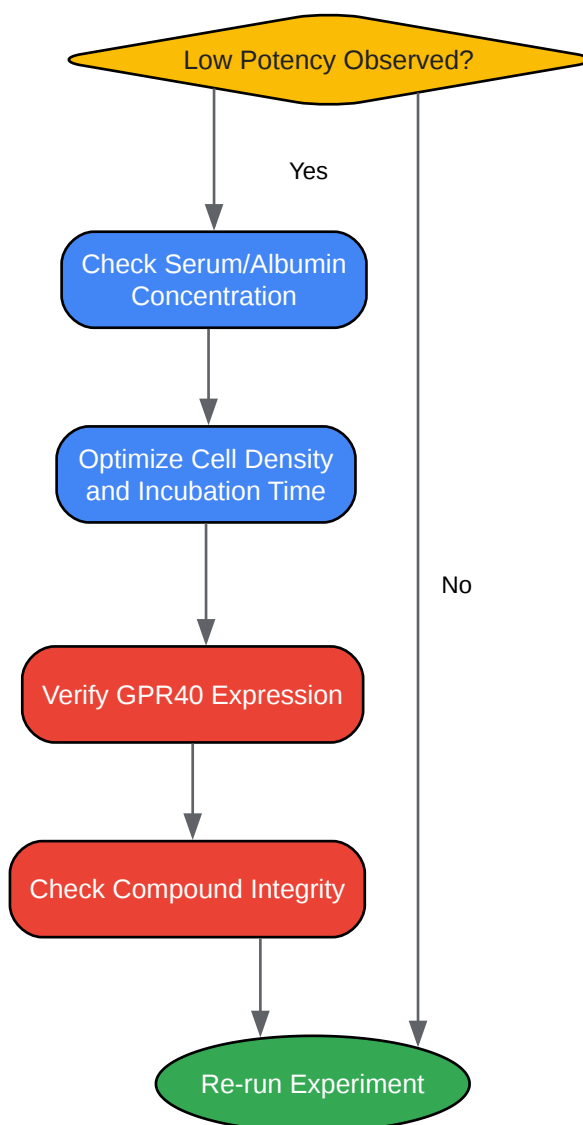 Low Potency Observed?
Yes
Check Serum/Albumin
Concentration
Optimize Cell Density
and Incubation Time
No
Verify GPR40 Expression
Check Compound Integrity
Re-run Experiment